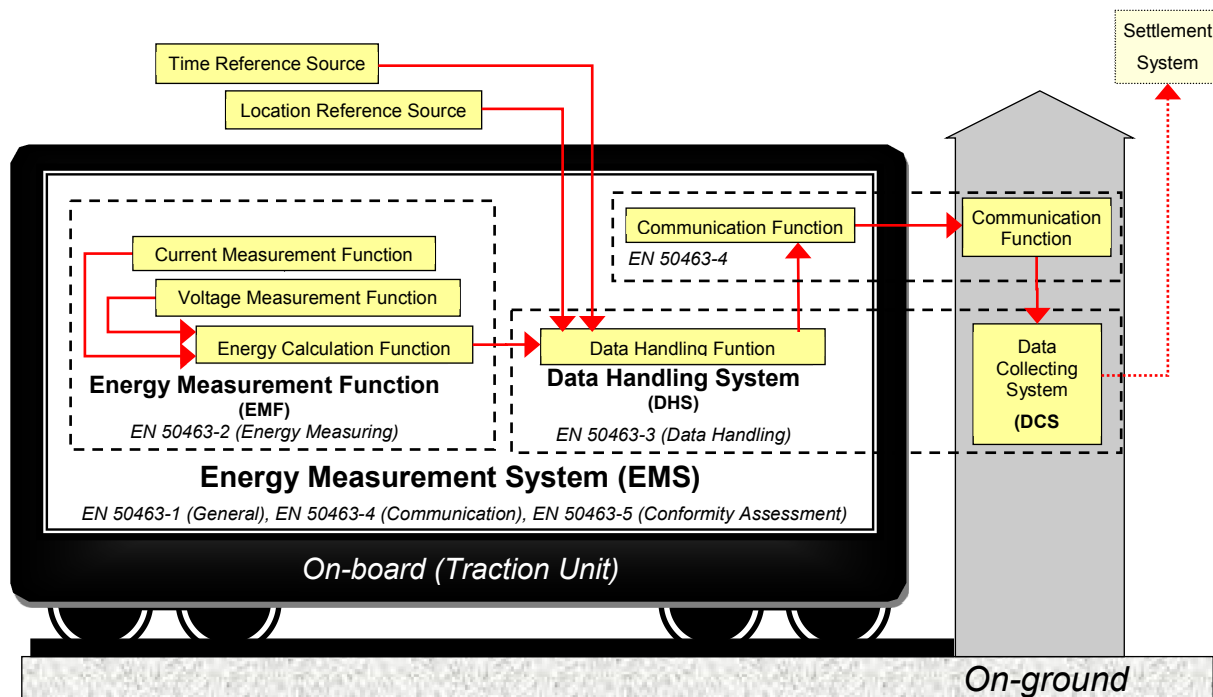 Settlement
System
Time Reference Source
Location Reference Source
Communication Function
EN 50463-4
Communication
Function
Current Measurement Function
Voltage Measurement Function
Energy Calculation Function
Energy Measurement Function
(EMF)
EN 50463-2 (Energy Measuring)
Data Handling Funtion
Data Handling System
(DHS)
EN 50463-3 (Data Handling)
Data
Collecting
System
(DCS
Energy Measurement System (EMS)
EN 50463-1 (General), EN 50463-4 (Communication), EN 50463-5 (Conformity Assessment)
On-board (Traction Unit)
On-ground